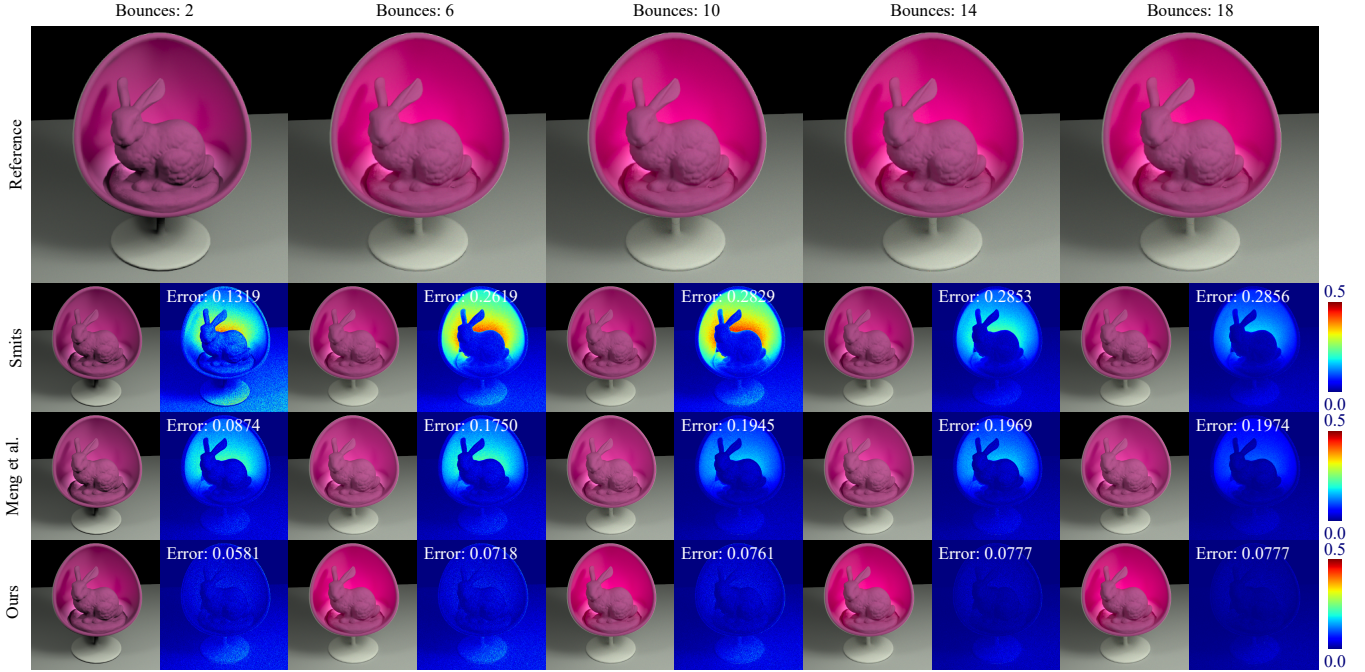 Bounces: 2 Bounces: 6 Bounces: 10 Bounces: 14 Bounces: 18
Reference
Smits
Error: 0.1319 Error: 0.2619 Error: 0.2829 Error: 0.2853 Error: 0.2856
0.5
0.0
Meng et al.
Error: 0.0874 Error: 0.1750 Error: 0.1945 Error: 0.1969 Error: 0.1974
0.5
0.0
Ours
Error: 0.0581 Error: 0.0718 Error: 0.0761 Error: 0.0777 Error: 0.0777
0.5
0.0